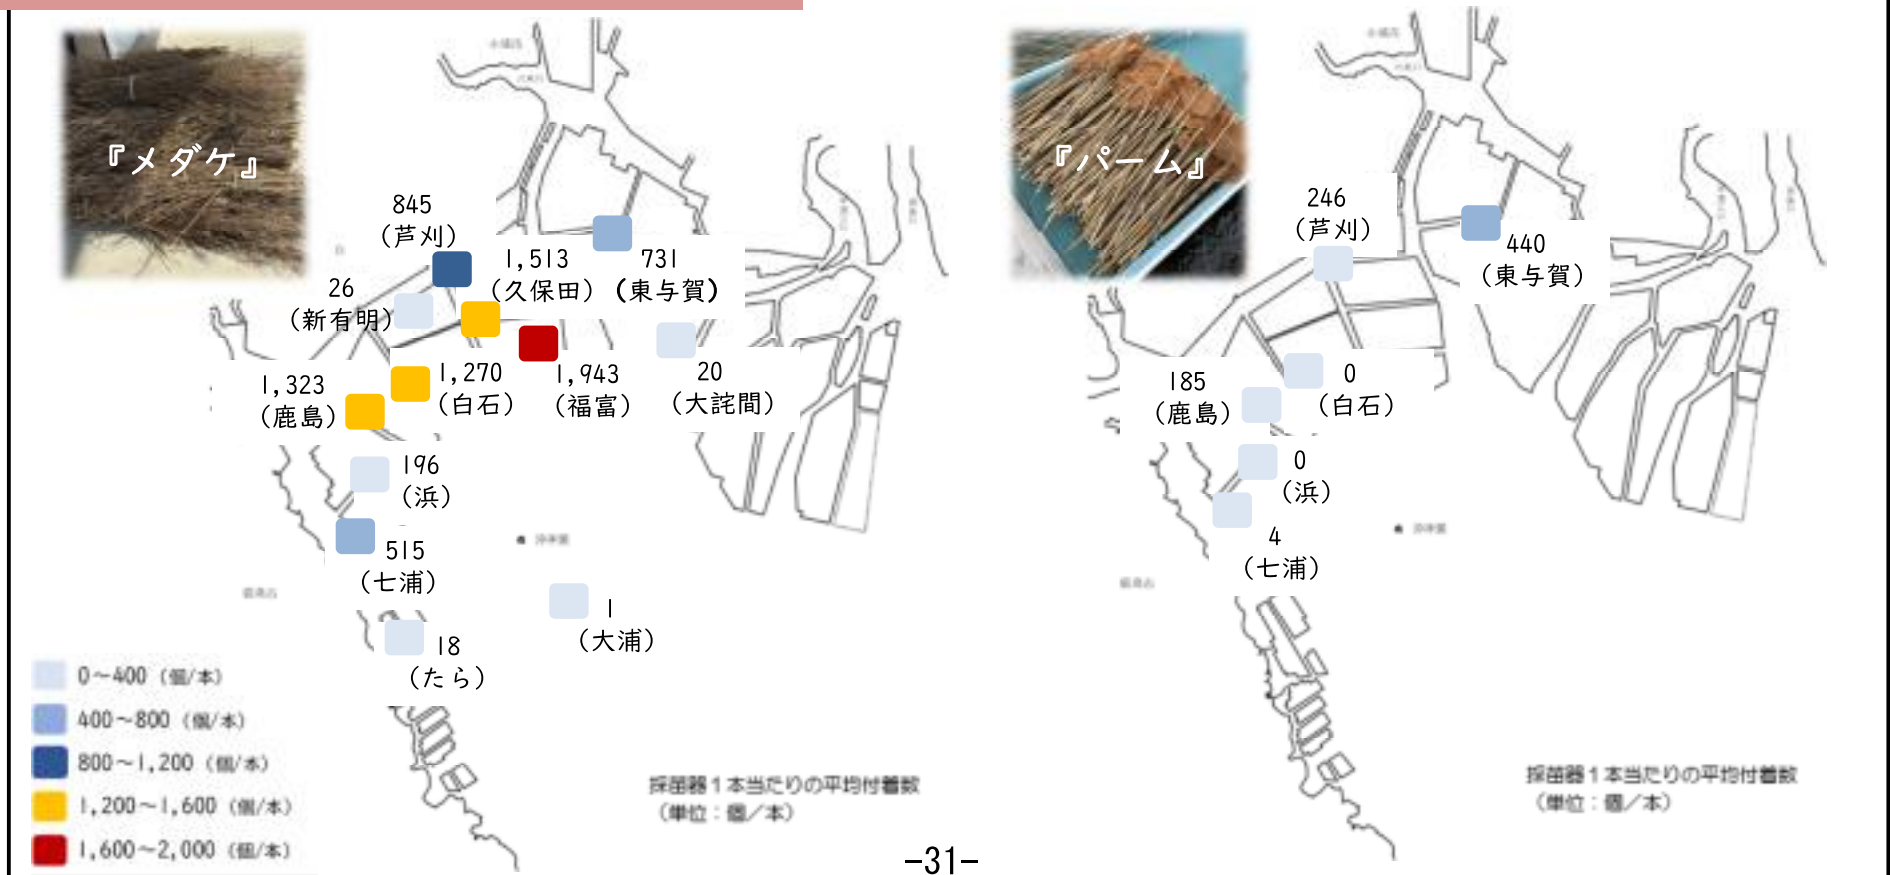 『メダケ』
845
（芦刈）
1,513
（久保田）
731
（東与賀）
26
（新有明）
1,323
（鹿島）
1,270
（白石）
1,943
（福富）
20
（大詫間）
196
（浜）
515
（七浦）
1
（大浦）
18
（たら）
0～400（個/本）
400～800（個/本）
800～1,200（個/本）
1,200～1,600（個/本）
1,600～2,000（個/本）
採苗器１本当たりの平均付着数
（単位：個／本）
『パーム』
246
（芦刈）
440
（東与賀）
185
（鹿島）
0
（白石）
0
（浜）
4
（七浦）
採苗器１本当たりの平均付着数
（単位：個／本）
-31-